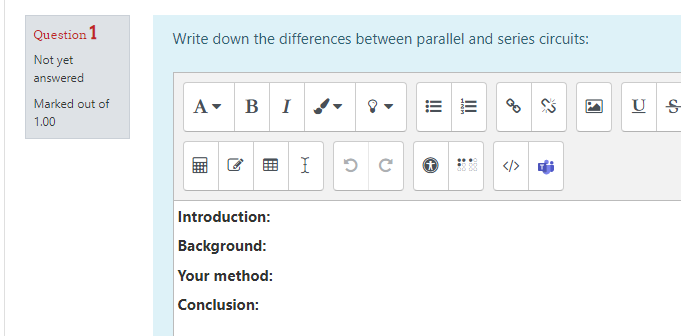 Question 1
Not yet
answered
Marked out of
1.00
Write down the differences between parallel and series circuits:
A B I U S
Introduction:
Background:
Your method:
Conclusion: